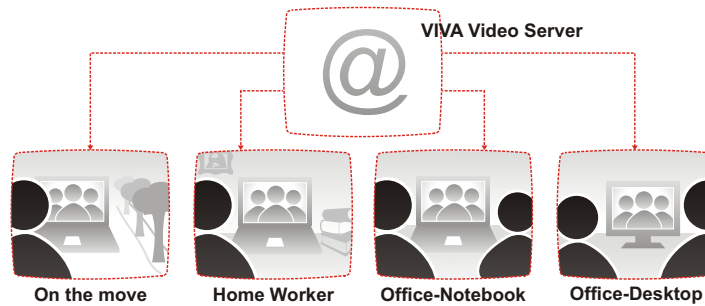 VIVA Video Server
@
On the move
Home Worker
Office-Notebook
Office-Desktop